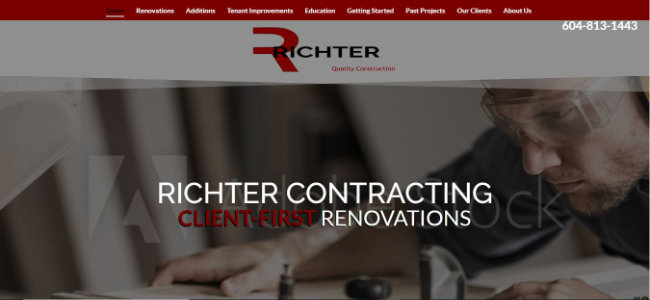 Home Renovations Additions Tenant Improvements Education Getting Started Past Projects Our Clients About Us
604-813-1443
RICHTER
Quality Construction
RICHTER CONTRACTING
CLIENT-FIRST RENOVATIONS